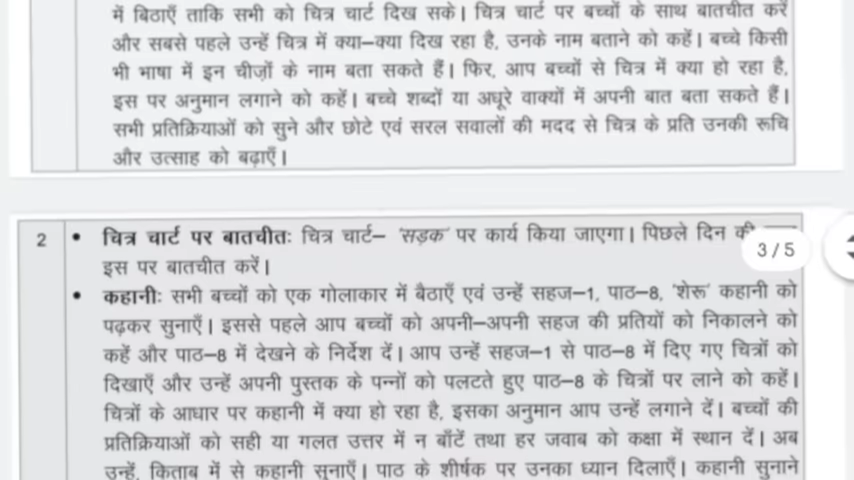 में बिठाएँ ताकि सभी को चित्र चार्ट दिख सके। चित्र चार्ट पर बच्चों के साथ बातचीत करें
और सबसे पहले उन्हें चित्र में क्या–क्या दिख रहा है, उनके नाम बताने को कहें। बच्चे किसी
भी भाषा में इन चीज़ों के नाम बता सकते हैं। फिर, आप बच्चों से चित्र में क्या हो रहा है,
इस पर अनुमान लगाने को कहें। बच्चे शब्दों या अधूरे वाक्यों में अपनी बात बता सकते हैं।
सभी प्रतिक्रियाओं को सुने और छोटे एवं सरल सवालों की मदद से चित्र के प्रति उनकी रूचि
और उत्साह को बढ़ाएँ।
2 • चित्र चार्ट पर बातचीतः चित्र चार्ट– 'सड़क' पर कार्य किया जाएगा। पिछले दिन की
3 / 5
इस पर बातचीत करें।
• कहानीः सभी बच्चों को एक गोलाकार में बैठाएँ एवं उन्हें सहज–1, पाठ–8, 'शेरू' कहानी को
पढ़कर सुनाएँ। इससे पहले आप बच्चों को अपनी–अपनी सहज की प्रतियों को निकालने को
कहें और पाठ–8 में देखने के निर्देश दें। आप उन्हें सहज–1 से पाठ–8 में दिए गए चित्रों को
दिखाएँ और उन्हें अपनी पुस्तक के पन्नों को पलटते हुए पाठ–8 के चित्रों पर लाने को कहें।
चित्रों के आधार पर कहानी में क्या हो रहा है, इसका अनुमान आप उन्हें लगाने दें। बच्चों की
प्रतिक्रियाओं को सही या गलत उत्तर में न बाँटें तथा हर जवाब को कक्षा में स्थान दें। अब
उन्हें, किताब में से कहानी सुनाएँ। पाठ के शीर्षक पर उनका ध्यान दिलाएँ। कहानी सुनाने